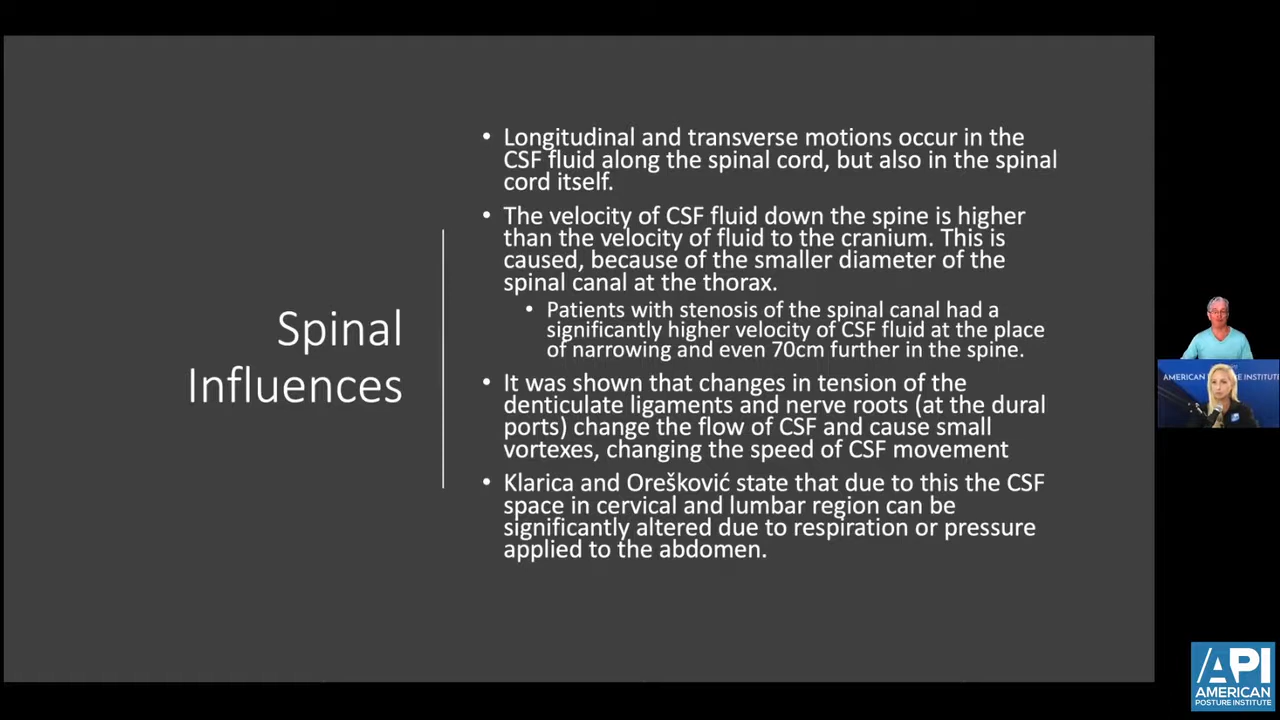 Spinal
Influences
• Longitudinal and transverse motions occur in the
CSF fluid along the spinal cord, but also in the spinal
cord itself.
• The velocity of CSF fluid down the spine is higher
than the velocity of fluid to the cranium. This is
caused, because of the smaller diameter of the
spinal canal at the thorax.
• Patients with stenosis of the spinal canal had a
significantly higher velocity of CSF fluid at the place
of narrowing and even 70cm further in the spine.
• It was shown that changes in tension of the
denticulate ligaments and nerve roots (at the dural
ports) change the flow of CSF and cause small
vortexes, changing the speed of CSF movement
• Klarica and Orešković state that due to this the CSF
space in cervical and lumbar region can be
significantly altered due to respiration or pressure
applied to the abdomen.
AMERICAN INSTITUTE
API
AMERICAN
POSTURE INSTITUTE